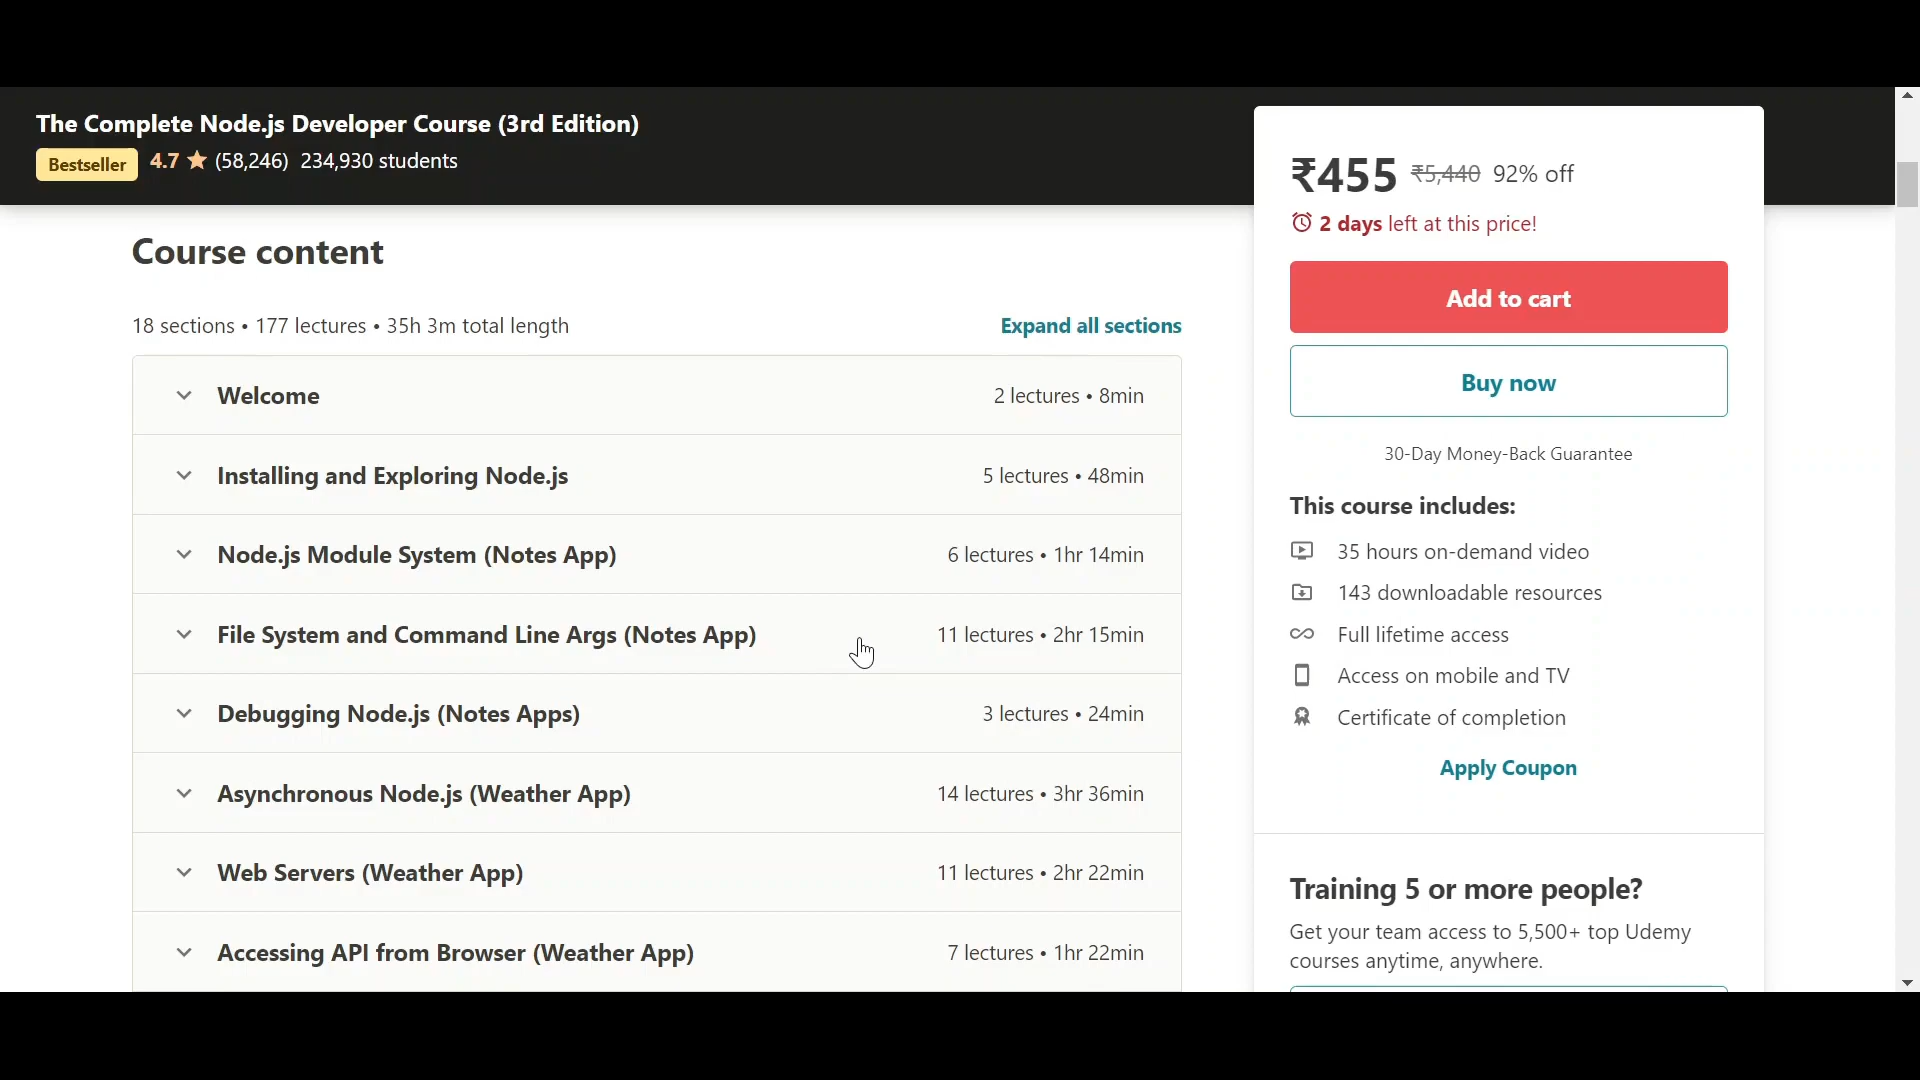 The Complete Node.js Developer Course (3rd Edition)
Bestseller 4.7 (58,246) 234,930 students
Course content
18 sections • 177 lectures • 35h 3m total length Expand all sections
Welcome 2 lectures • 8min
Installing and Exploring Node.js 5 lectures • 48min
Node.js Module System (Notes App) 6 lectures • 1hr 14min
File System and Command Line Args (Notes App) 11 lectures • 2hr 15min
Debugging Node.js (Notes Apps) 3 lectures • 24min
Asynchronous Node.js (Weather App) 14 lectures • 3hr 36min
Web Servers (Weather App) 11 lectures • 2hr 22min
Accessing API from Browser (Weather App) 7 lectures • 1hr 22min
₹455 ₹5,440 92% off
2 days left at this price!
Add to cart
Buy now
30-Day Money-Back Guarantee
This course includes:
35 hours on-demand video
143 downloadable resources
Full lifetime access
Access on mobile and TV
Certificate of completion
Apply Coupon
Training 5 or more people?
Get your team access to 5,500+ top Udemy
courses anytime, anywhere.